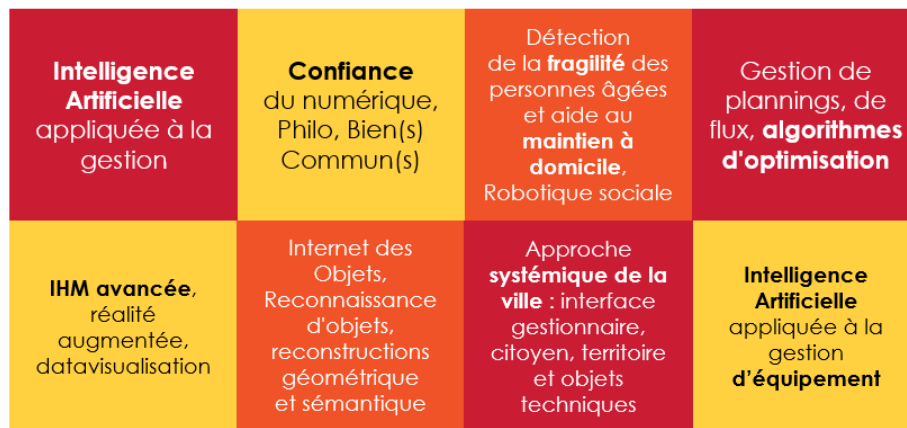 Intelligence
Artificielle
appliquée à la
gestion
Confiance
du numérique,
Philo, Bien(s)
Commun(s)
Détection
de la fragilité des
personnes âgées
et aide au
maintien à
domicile,
Robotique sociale
Gestion de
plannings, de
flux, algorithmes
d'optimisation
IHM avancée,
réalité
augmentée,
datavisualisation
Internet des
Objets,
Reconnaissance
d'objets,
reconstructions
géométrique
et sémantique
Approche
systémique de la
ville : interface
gestionnaire,
citoyen, territoire
et objets
techniques
Intelligence
Artificielle
appliquée à la
gestion
d’équipement